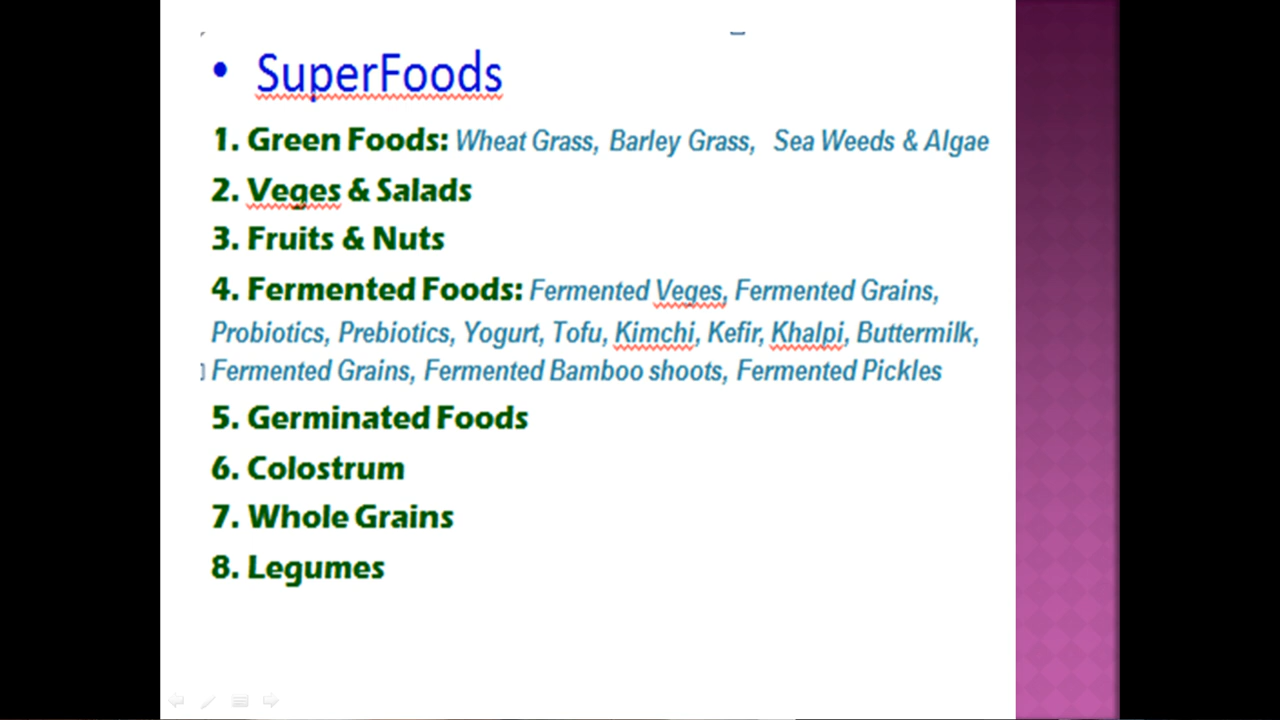 • SuperFoods
1. Green Foods: Wheat Grass, Barley Grass, Sea Weeds & Algae
2. Veges & Salads
3. Fruits & Nuts
4. Fermented Foods: Fermented Veges, Fermented Grains,
Probiotics, Prebiotics, Yogurt, Tofu, Kimchi, Kefir, Khalpi, Buttermilk,
Fermented Grains, Fermented Bamboo shoots, Fermented Pickles
5. Germinated Foods
6. Colostrum
7. Whole Grains
8. Legumes